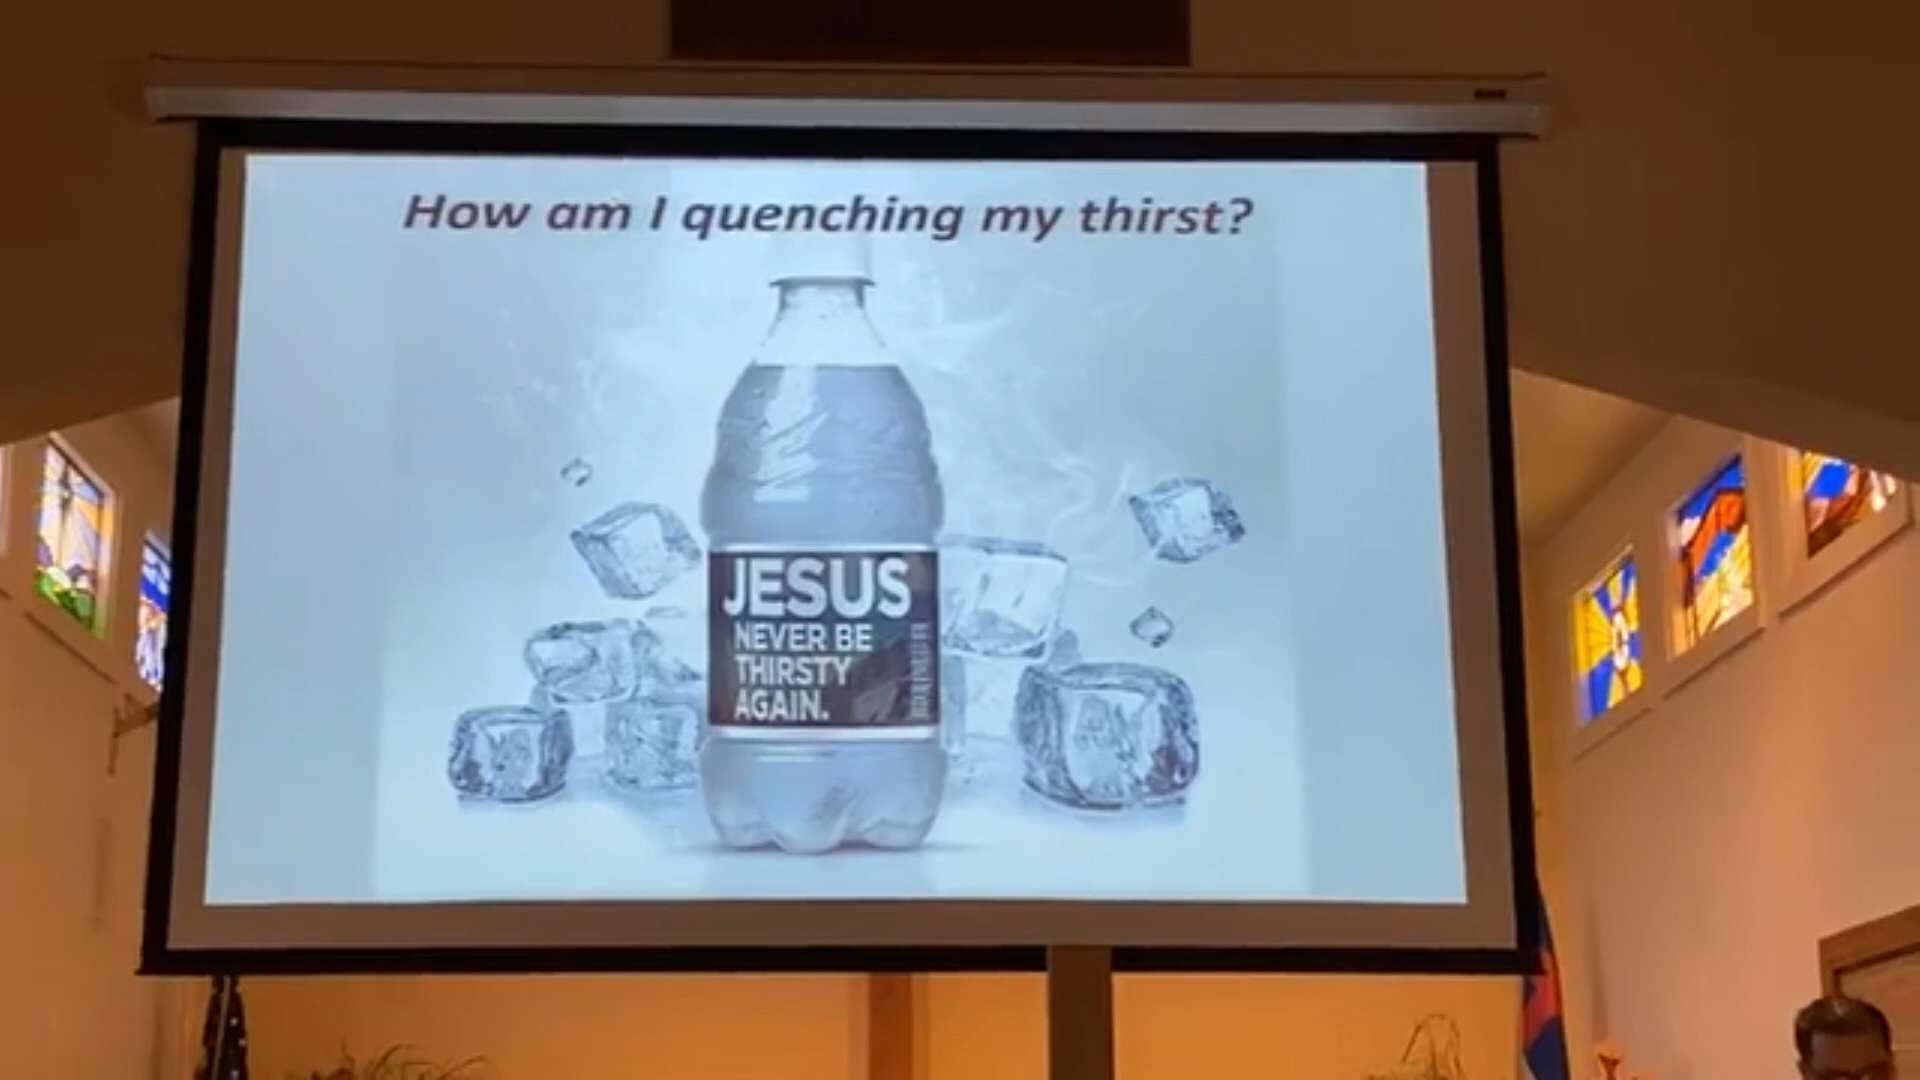 How am I quenching my thirst?
JESUS
NEVER BE
THIRSTY
AGAIN.